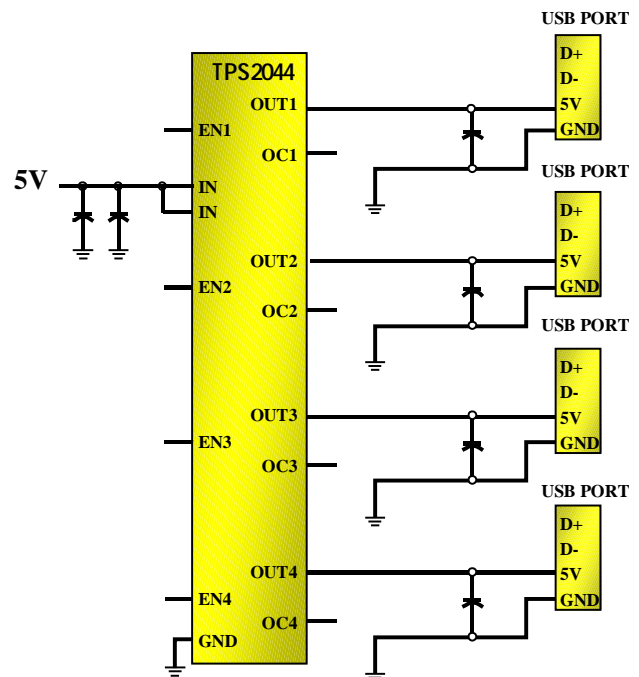 USB PORT
D+
D-
5V
GND
TPS2044
OUT1
EN1
OC1
5V
IN
IN
USB PORT
D+
D-
5V
GND
OUT2
EN2
OC2
USB PORT
D+
D-
5V
GND
OUT3
EN3
OC3
USB PORT
D+
D-
5V
GND
OUT4
EN4
OC4
GND